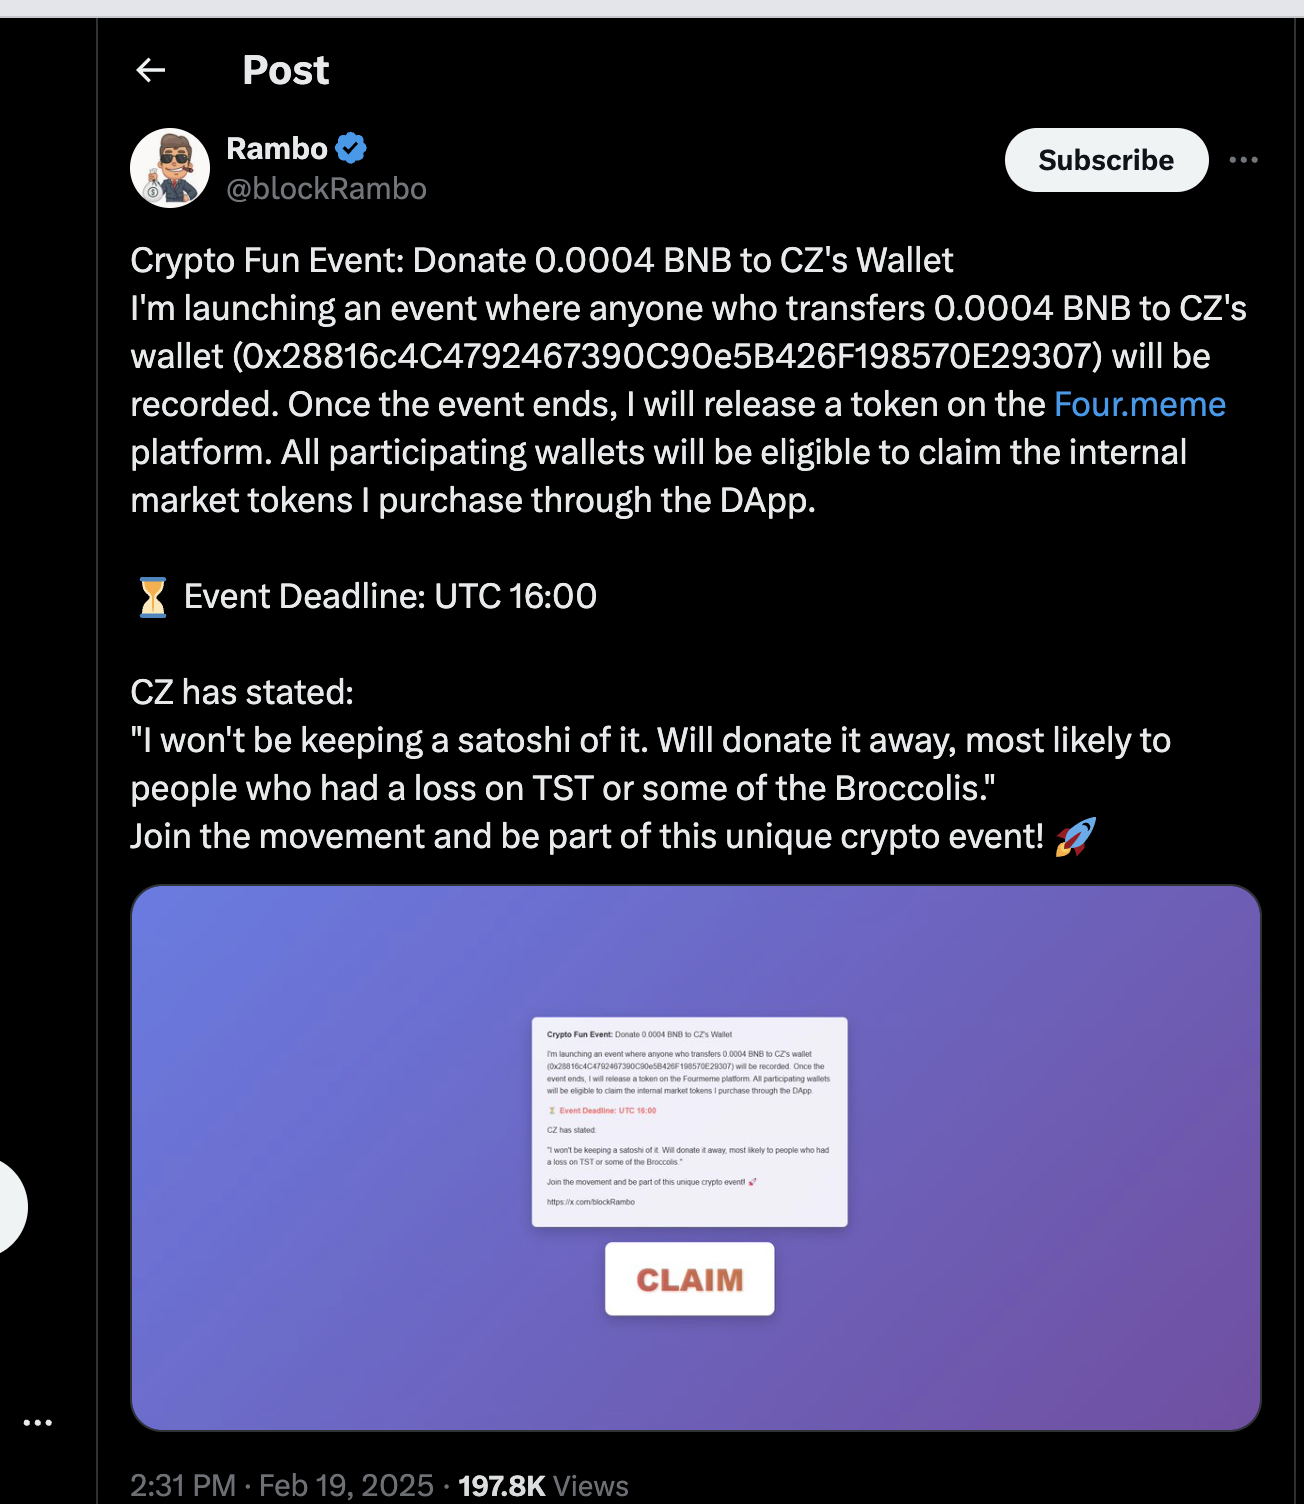 Post
Rambo
@blockRambo
Subscribe
Crypto Fun Event: Donate 0.0004 BNB to CZ's Wallet
I'm launching an event where anyone who transfers 0.0004 BNB to CZ's
wallet (0x28816c4C4792467390C90e5B426F198570E29307) will be
recorded. Once the event ends, I will release a token on the Four.meme
platform. All participating wallets will be eligible to claim the internal
market tokens I purchase through the DApp.
⏳ Event Deadline: UTC 16:00
CZ has stated:
"I won't be keeping a satoshi of it. Will donate it away, most likely to
people who had a loss on TST or some of the Broccolis."
Join the movement and be part of this unique crypto event! 🚀
Crypto Fun Event: Donate 0.0004 BNB to CZ's Wallet
I'm launching an event where anyone who transfers 0.0004 BNB to CZ's wallet
(0x28816c4C4792467390C90e5B426F198570E29307) will be recorded. Once the
event ends, I will release a token on the Fourmeme platform. All participating wallets
will be eligible to claim the internal market tokens I purchase through the DApp.
⏳ Event Deadline: UTC 16:00
CZ has stated:
"I won't be keeping a satoshi of it. Will donate it away, most likely to people who had
a loss on TST or some of the Broccolis."
Join the movement and be part of this unique crypto event! 🚀
https://x.com/blockRambo
CLAIM
2:31 PM · Feb 19, 2025 · 197.8K Views